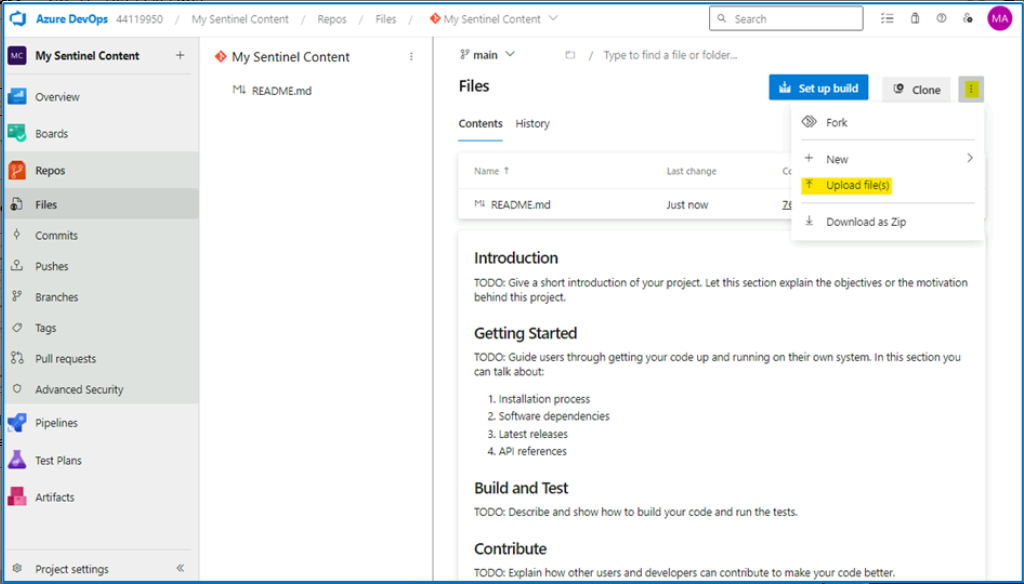 Azure DevOps 44119950 / My Sentinel Content / Repos / Files / My Sentinel Content
Search
MA
MC My Sentinel Content +
Overview
Boards
Repos
Files
Commits
Pushes
Branches
Tags
Pull requests
Advanced Security
Pipelines
Test Plans
Artifacts
Project settings
My Sentinel Content
M↓ README.md
main / Type to find a file or folder...
Files
Set up build
Clone
Contents History
Fork
New
Upload file(s)
Download as Zip
Name ↑ Last change
M↓ README.md Just now
Introduction
TODO: Give a short introduction of your project. Let this section explain the objectives or the motivation
behind this project.
Getting Started
TODO: Guide users through getting your code up and running on their own system. In this section you
can talk about:
1. Installation process
2. Software dependencies
3. Latest releases
4. API references
Build and Test
TODO: Describe and show how to build your code and run the tests.
Contribute
TODO: Explain how other users and developers can contribute to make your code better.